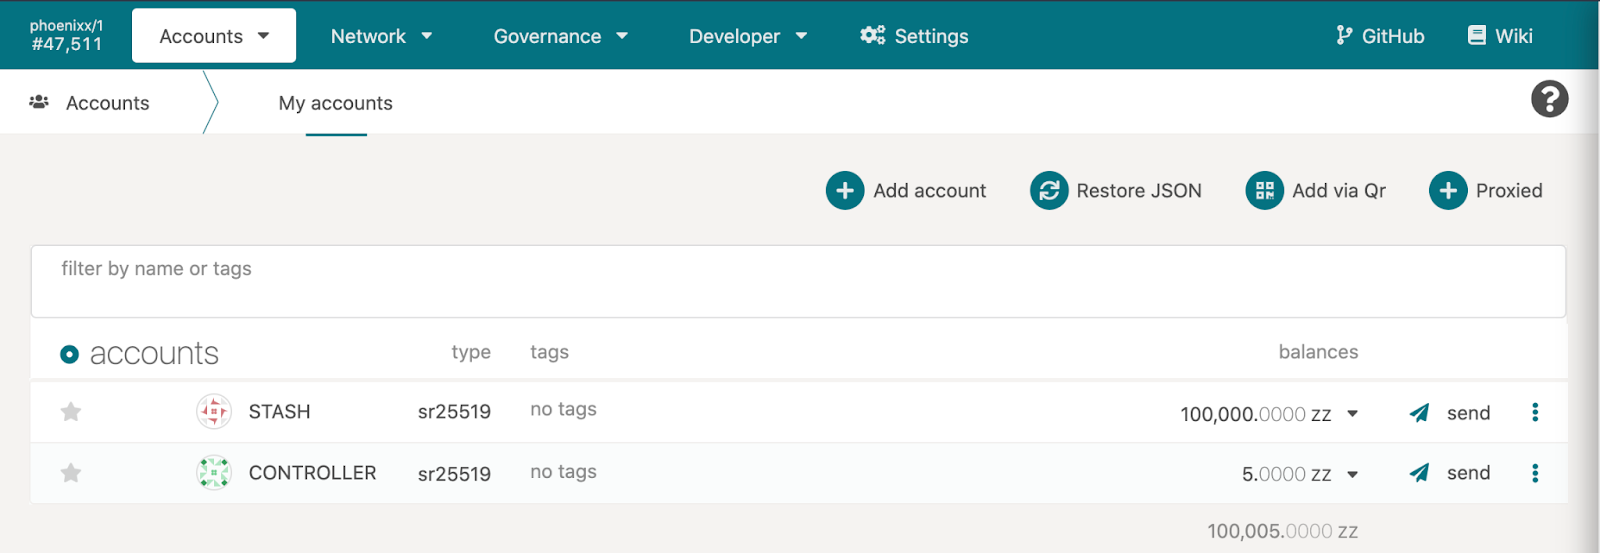 phoenixx/1
#47,511
Accounts
Network
Governance
Developer
Settings
GitHub
Wiki
Accounts
My accounts
?
Add account
Restore JSON
Add via Qr
Proxied
filter by name or tags
accounts type tags balances
STASH sr25519 no tags 100,000.0000 zz send
CONTROLLER sr25519 no tags 5.0000 zz send
100,005.0000 zz